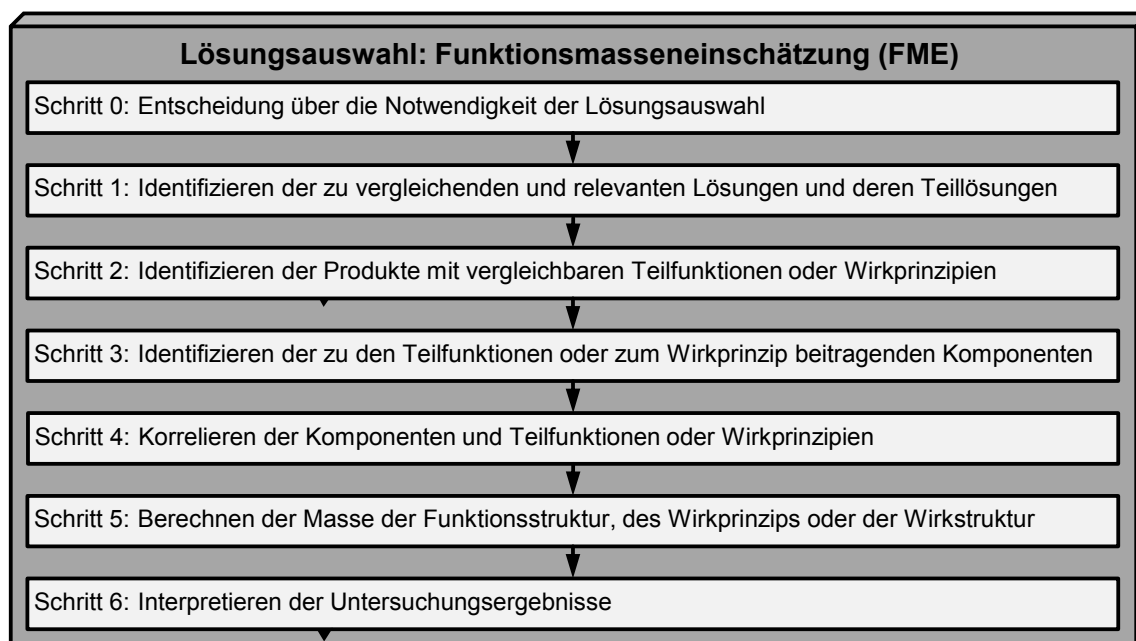 Lösungsauswahl: Funktionsmasseneinschätzung (FME)
Schritt 0: Entscheidung über die Notwendigkeit der Lösungsauswahl
Schritt 1: Identifizieren der zu vergleichenden und relevanten Lösungen und deren Teillösungen
Schritt 2: Identifizieren der Produkte mit vergleichbaren Teilfunktionen oder Wirkprinzipien
Schritt 3: Identifizieren der zu den Teilfunktionen oder zum Wirkprinzip beitragenden Komponenten
Schritt 4: Korrelieren der Komponenten und Teilfunktionen oder Wirkprinzipien
Schritt 5: Berechnen der Masse der Funktionsstruktur, des Wirkprinzips oder der Wirkstruktur
Schritt 6: Interpretieren der Untersuchungsergebnisse